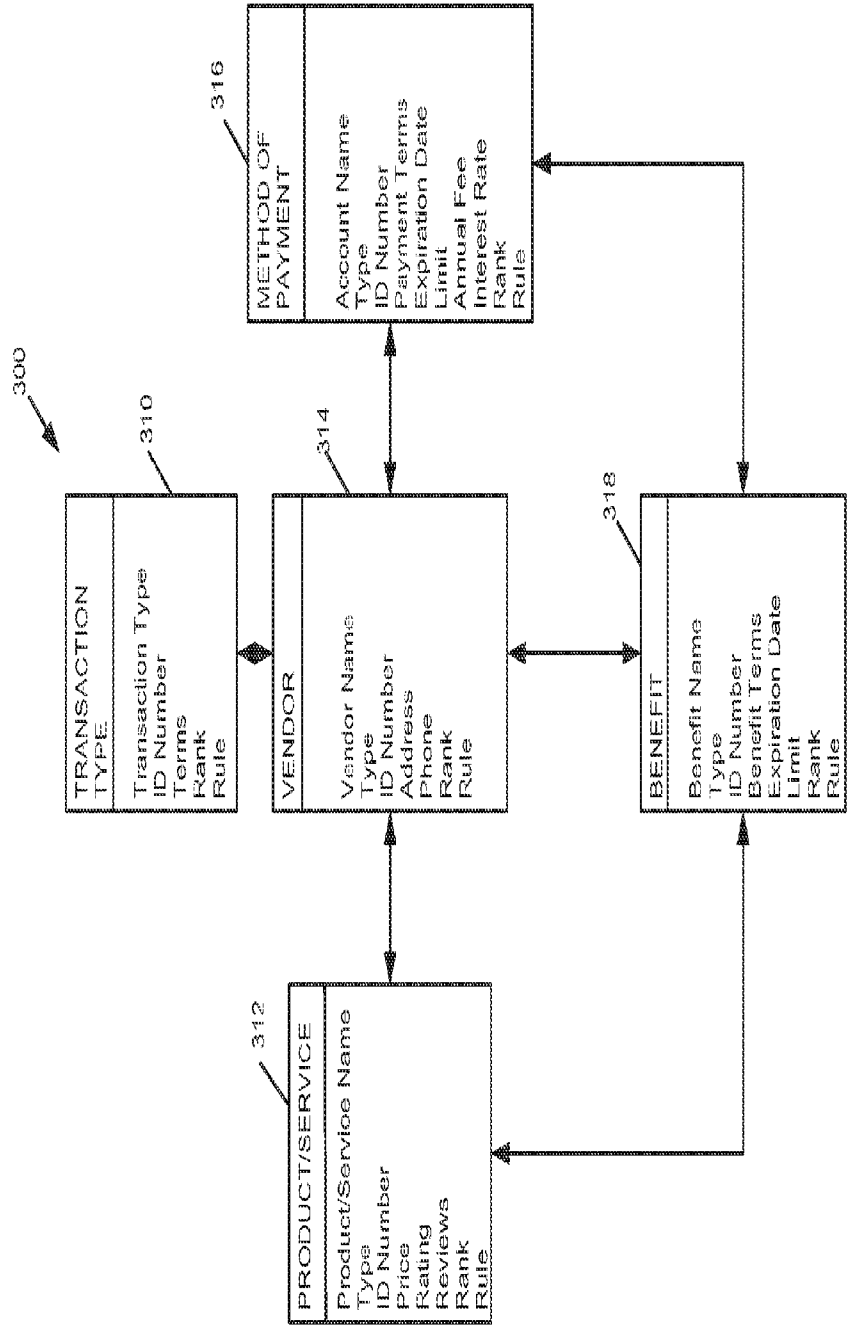 300
TRANSACTION
TYPE
310
Transaction Type
ID Number
Terms
Rank
Rule
PRODUCT/SERVICE
312
Product/Service Name
Type
ID Number
Price
Rating
Reviews
Rank
Rule
VENDOR
314
Vendor Name
Type
ID Number
Address
Phone
Rank
Rule
METHOD OF
PAYMENT
316
Account Name
Type
ID Number
Payment Terms
Expiration Date
Limit
Annual Fee
Interest Rate
Rank
Rule
BENEFIT
318
Benefit Name
Type
ID Number
Benefit Terms
Expiration Date
Limit
Rank
Rule